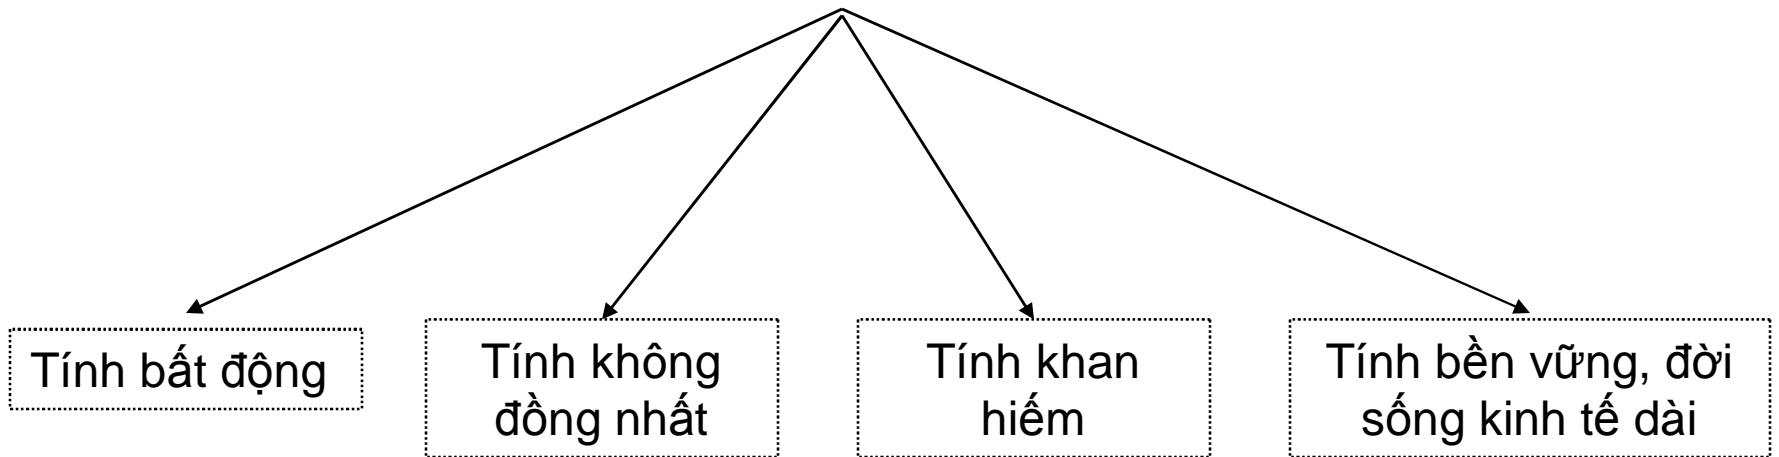 Tính bất động
Tính không
đồng nhất
Tính khan
hiếm
Tính bền vững, đời
sống kinh tế dài